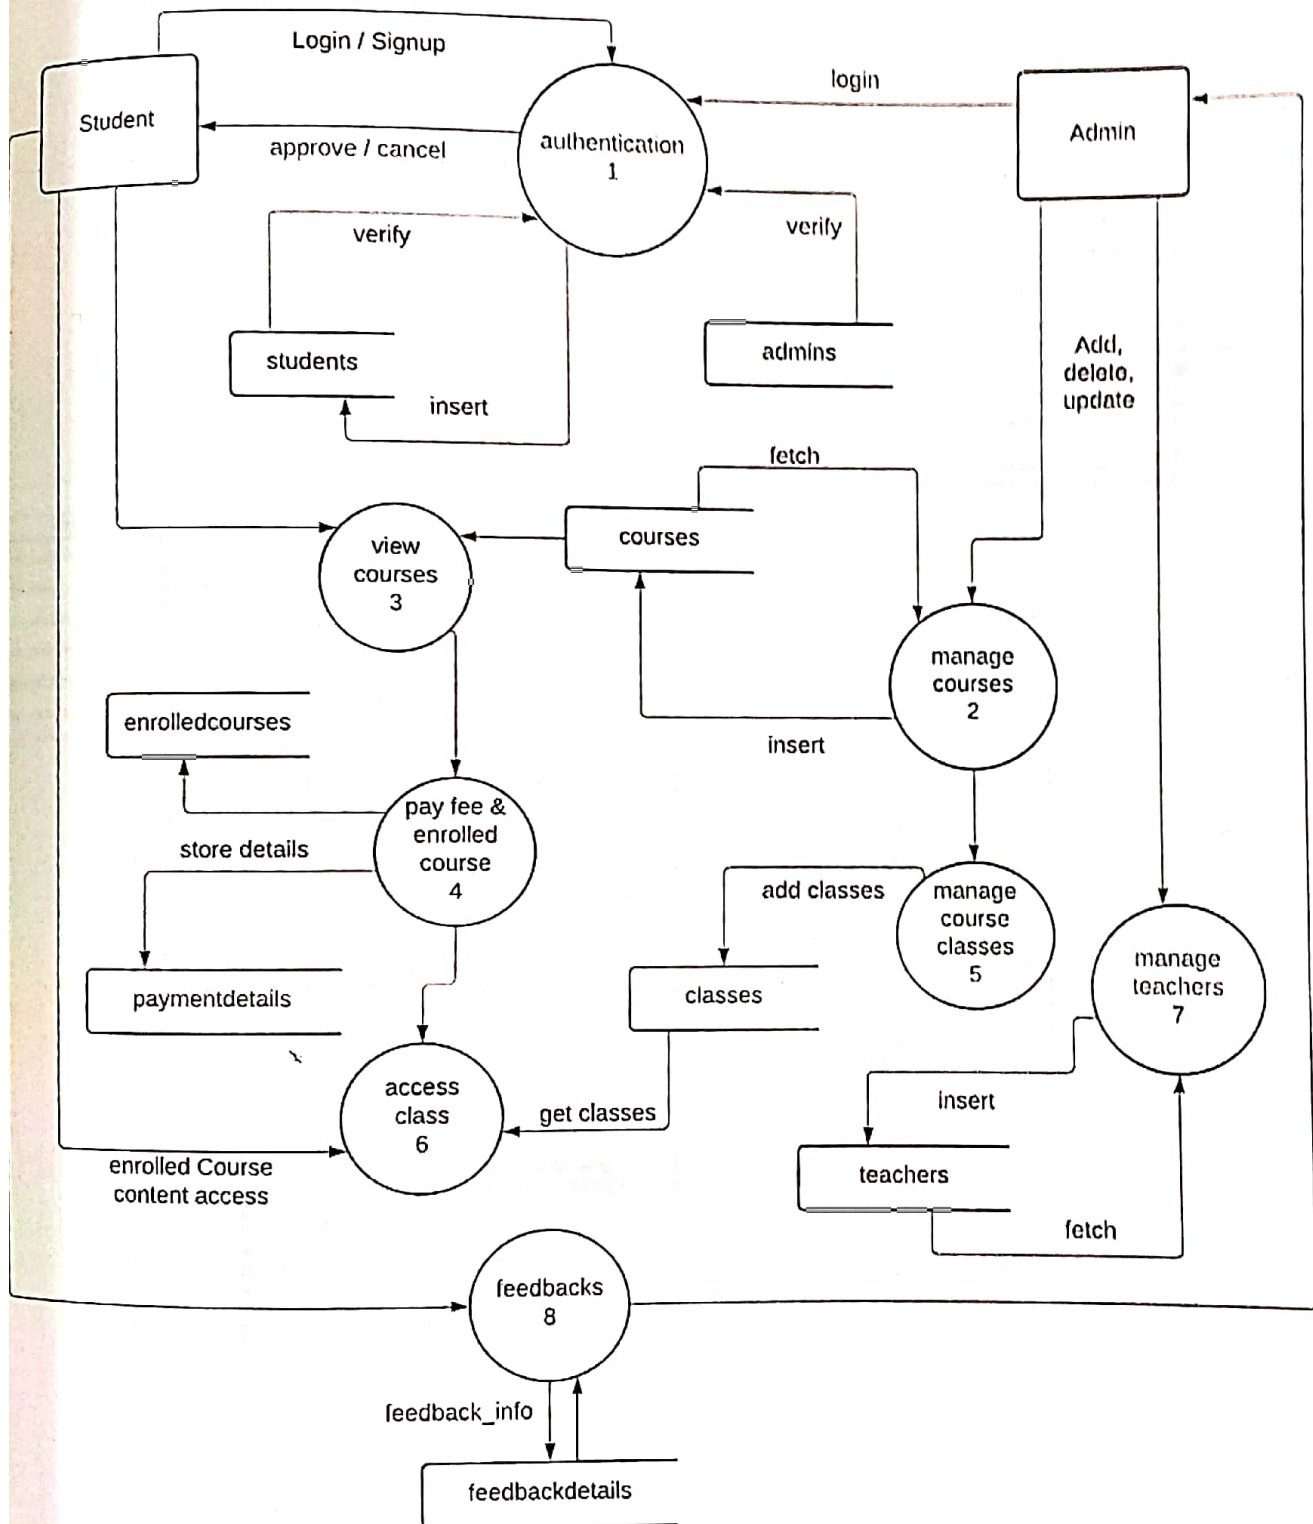 Login / Signup
login
Student
Admin
authentication
1
approve / cancel
verify
verify
students
admins
Add,
delete,
update
insert
fetch
courses
view
courses
3
manage
courses
2
enrolledcourses
insert
pay fee &
enrolled
course
4
store details
add classes
manage
course
classes
5
manage
teachers
7
paymentdetails
classes
access
class
6
get classes
insert
enrolled Course
content access
teachers
fetch
feedbacks
8
feedback_info
feedbackdetails